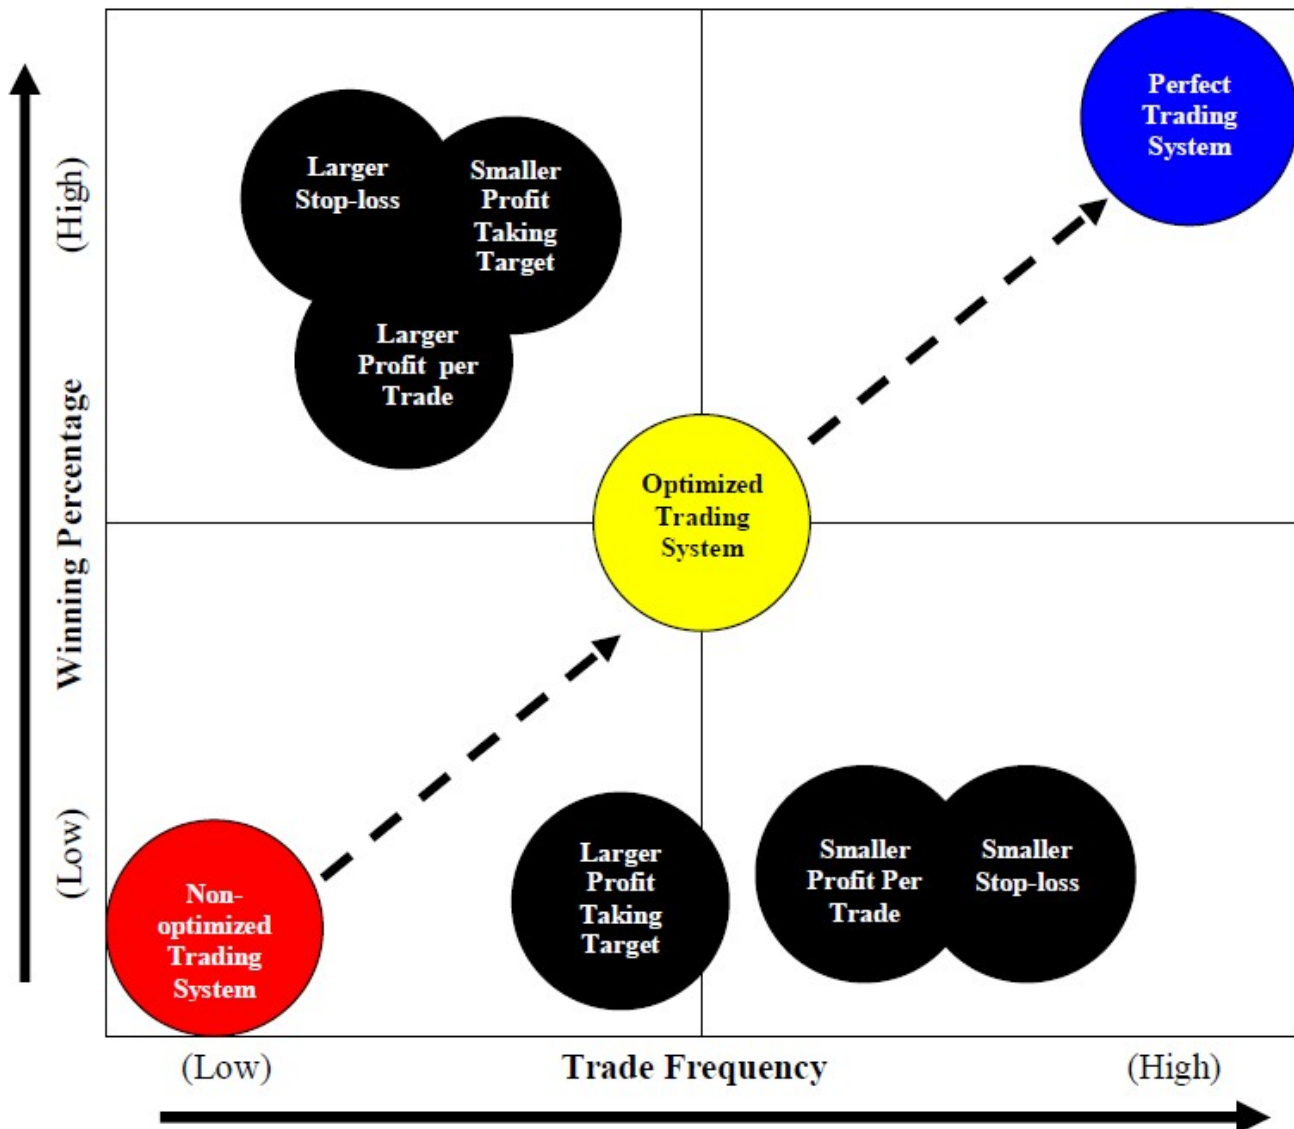 Perfect
Trading
System
Larger
Stop-loss
Smaller
Profit
Taking
Target
Larger
Profit per
Trade
Optimized
Trading
System
Larger
Profit
Taking
Target
Smaller
Profit Per
Trade
Smaller
Stop-loss
Non-
optimized
Trading
System
(High)
Winning Percentage
(Low)
(Low)
Trade Frequency
(High)